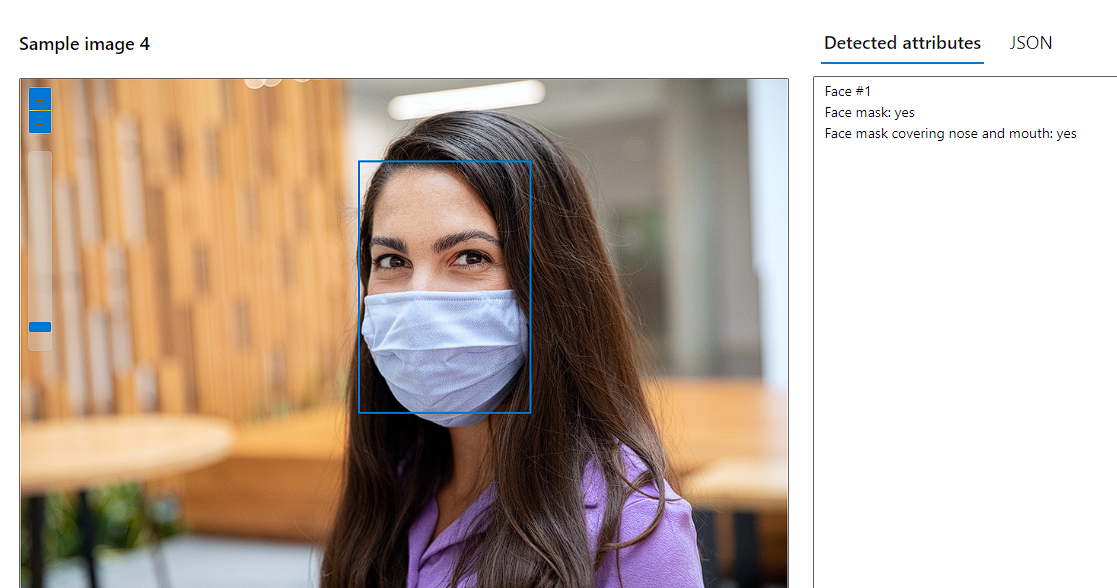 Sample image 4
Detected attributes JSON
Face #1
Face mask: yes
Face mask covering nose and mouth: yes